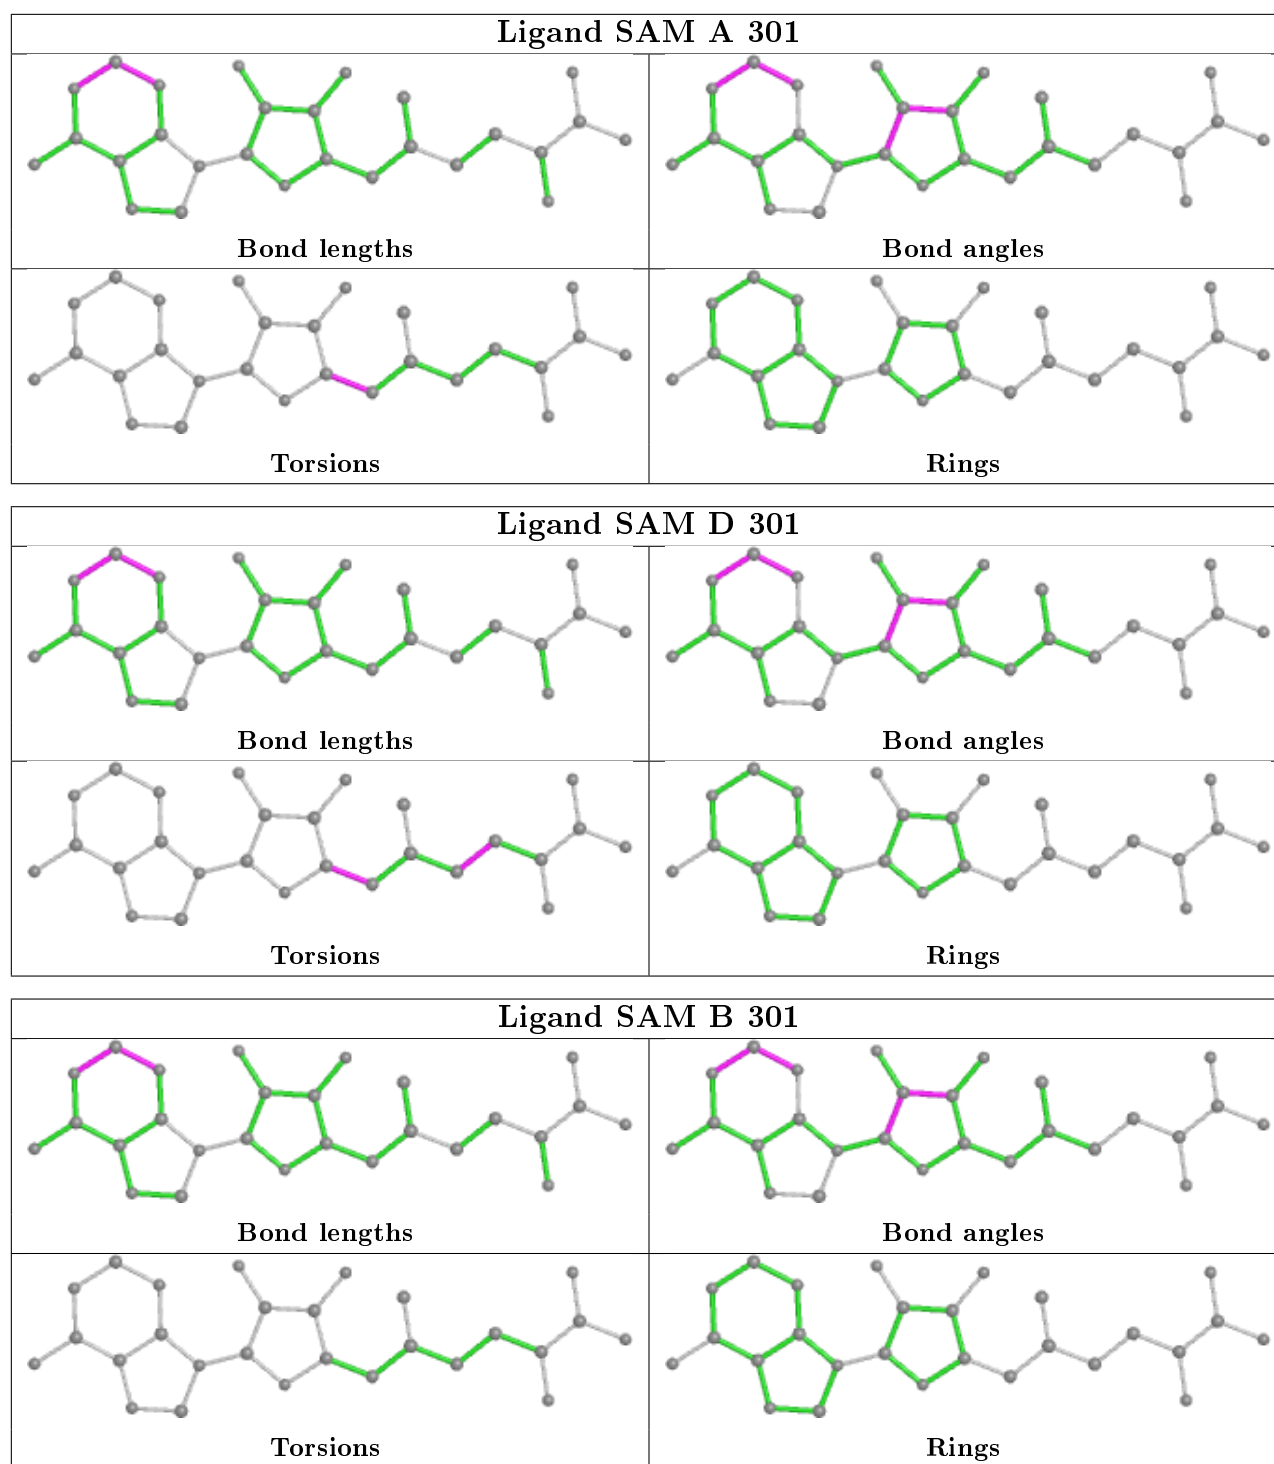 Ligand SAM A 301
Bond lengths
Bond angles
Torsions
Rings
Ligand SAM D 301
Bond lengths
Bond angles
Torsions
Rings
Ligand SAM B 301
Bond lengths
Bond angles
Torsions
Rings